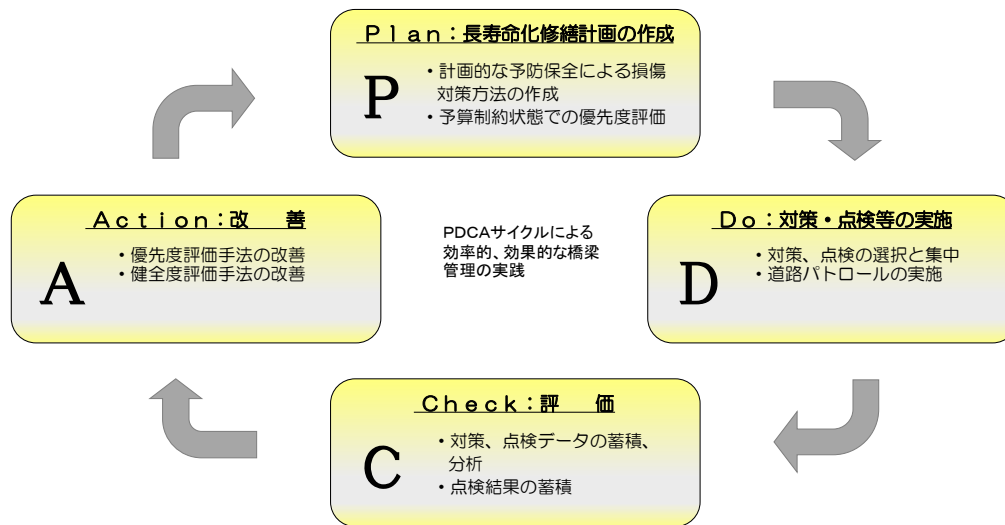 Ｐｌａｎ：長寿命化修繕計画の作成
P
・計画的な予防保全による損傷
対策方法の作成
・予算制約状態での優先度評価
Ａｃｔｉｏｎ：改　善
A
・優先度評価手法の改善
・健全度評価手法の改善
PDCAサイクルによる
効率的、効果的な橋梁
管理の実践
Ｄｏ：対策・点検等の実施
D
・対策、点検の選択と集中
・道路パトロールの実施
Ｃｈｅｃｋ：評　価
C
・対策、点検データの蓄積、
分析
・点検結果の蓄積